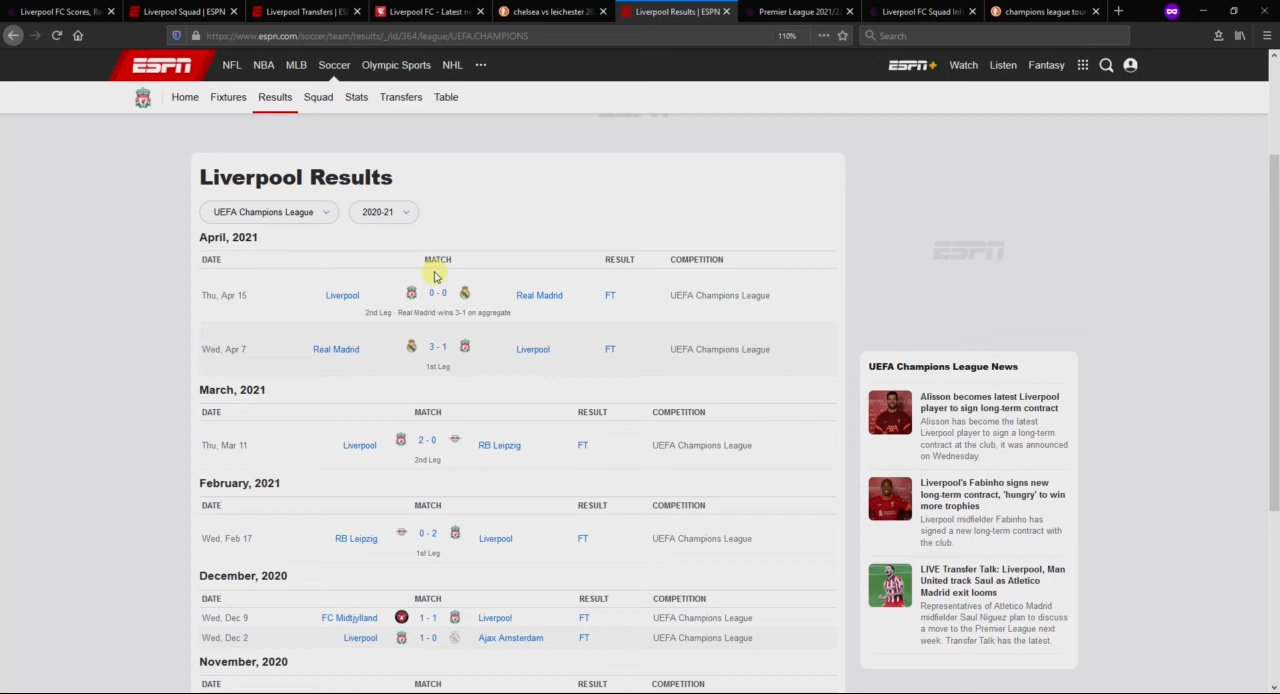 Liverpool FC Scores, Re
Liverpool Squad | ESPN
Liverpool Transfers | ES
Liverpool FC - Latest ne
chelsea vs leichester 20
Liverpool Results | ESPN
Premier League 2021/2
Liverpool FC Squad Inf
champions league tour
https://www.espn.com/soccer/team/results/_/id/364/league/UEFA.CHAMPIONS
110%
Search
ESPN
NFL
NBA
MLB
Soccer
Olympic Sports
NHL
ESPN+
Watch
Listen
Fantasy
Home
Fixtures
Results
Squad
Stats
Transfers
Table
ESPN
Liverpool Results
UEFA Champions League
2020-21
ESPN
April, 2021
DATE MATCH RESULT COMPETITION
Thu, Apr 15 Liverpool 0 - 0 Real Madrid FT UEFA Champions League
2nd Leg - Real Madrid wins 3-1 on aggregate
Wed, Apr 7 Real Madrid 3 - 1 Liverpool FT UEFA Champions League
1st Leg
March, 2021
DATE MATCH RESULT COMPETITION
Thu, Mar 11 Liverpool 2 - 0 RB Leipzig FT UEFA Champions League
2nd Leg
February, 2021
DATE MATCH RESULT COMPETITION
Wed, Feb 17 RB Leipzig 0 - 2 Liverpool FT UEFA Champions League
1st Leg
December, 2020
DATE MATCH RESULT COMPETITION
Wed, Dec 9 FC Midtjylland 1 - 1 Liverpool FT UEFA Champions League
Wed, Dec 2 Liverpool 1 - 0 Ajax Amsterdam FT UEFA Champions League
November, 2020
DATE MATCH RESULT COMPETITION
UEFA Champions League News
Alisson becomes latest Liverpool
player to sign long-term contract
Alisson has become the latest
Liverpool player to sign a long-term
contract at the club, it was announced
on Wednesday.
Liverpool's Fabinho signs new
long-term contract, 'hungry' to win
more trophies
Liverpool midfielder Fabinho has
signed a new long-term contract with
the club.
LIVE Transfer Talk: Liverpool, Man
United track Saul as Atletico
Madrid exit looms
Representatives of Atletico Madrid
midfielder Saul Niguez plan to discuss
a move to the Premier League next
week. Transfer Talk has the latest.